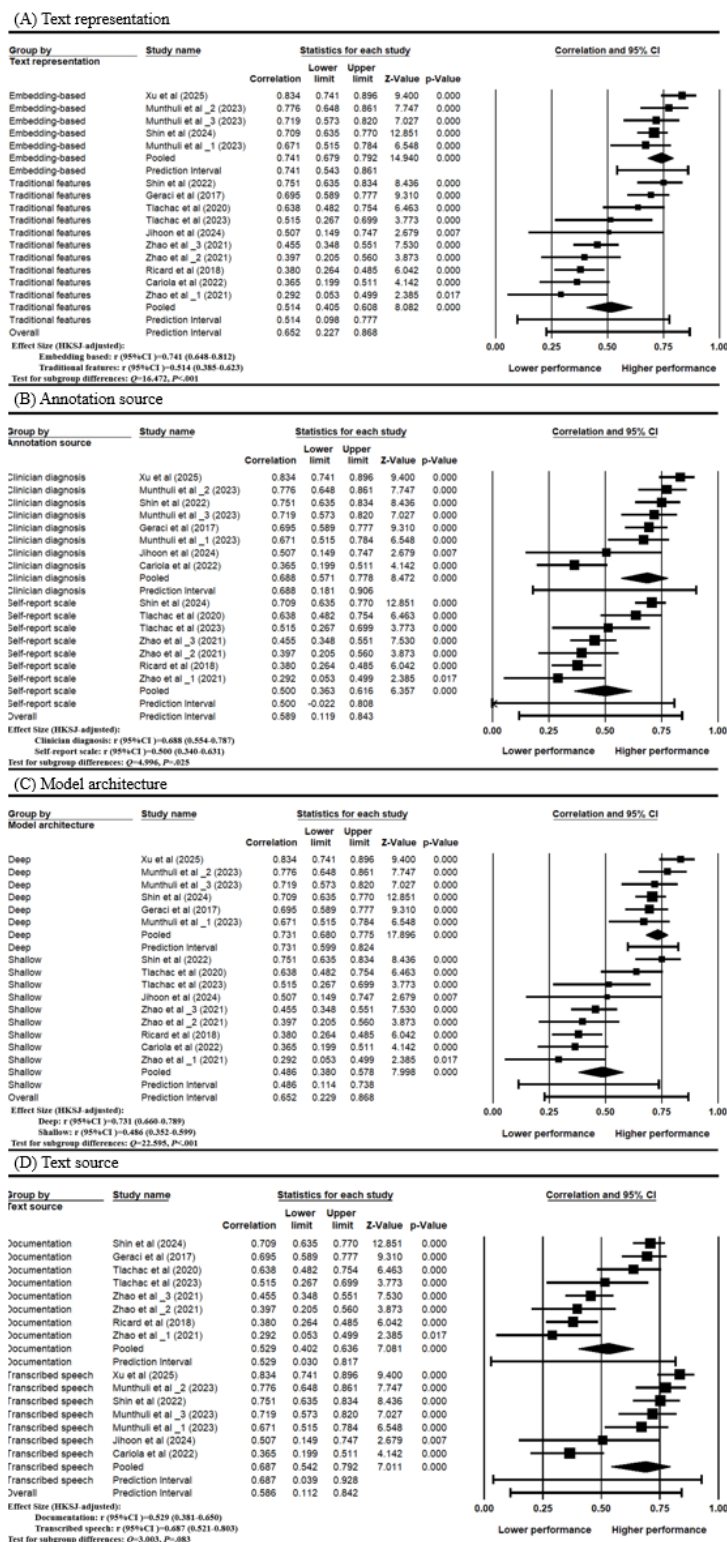 (A) Text representation
Group by Study name Statistics for each study Correlation and 95% CI
Text representation
Lower Upper
Correlation limit limit Z-Value p-Value
Embedding-based Xu et al (2025) 0.834 0.741 0.896 9.400 0.000
Embedding-based Munthuli _2 (2023) 0.776 0.648 0.861 7.747 0.000
Embedding-based Munthuli _3 (2023) 0.719 0.573 0.820 7.027 0.000
Embedding-based Shin et al (2024) 0.709 0.635 0.770 12.851 0.000
Embedding-based Munthuli _1 (2023) 0.671 0.515 0.784 6.548 0.000
Embedding-based Pooled 0.741 0.679 0.792 14.940 0.000
Embedding-based Prediction Interval 0.741 0.543 0.861
Traditional features Shin et al (2022) 0.751 0.635 0.834 8.436 0.000
Traditional features Geraci et al (2017) 0.695 0.589 0.777 9.310 0.000
Traditional features Tlachac et al (2020) 0.638 0.482 0.754 6.463 0.000
Traditional features Tlachac et al (2023) 0.515 0.267 0.699 3.773 0.000
Traditional features Jihoon et al (2024) 0.507 0.149 0.747 2.679 0.007
Traditional features Zhao et al _3 (2021) 0.455 0.348 0.551 7.530 0.000
Traditional features Zhao et al _2 (2021) 0.397 0.205 0.560 3.873 0.000
Traditional features Ricard et al (2018) 0.380 0.264 0.485 6.042 0.000
Traditional features Cariola et al (2022) 0.365 0.199 0.511 4.142 0.000
Traditional features Zhao et al _1 (2021) 0.292 0.053 0.499 2.385 0.017
Traditional features Pooled 0.514 0.405 0.608 8.082 0.000
Traditional features Prediction Interval 0.514 0.098 0.777
Overall Prediction Interval 0.652 0.227 0.868
0.00 0.25 0.50 0.75 1.00
Effect Size (HKSJ-adjusted):
Embedding based: r (95%CI )=0.741 (0.648-0.812)
Traditional features: r (95%CI )=0.514 (0.385-0.623)
Lower performance Higher performance
Test for subgroup differences: Q=16.472, P<.001
(B) Annotation source
Group by Study name Statistics for each study Correlation and 95% CI
Annotation source
Lower Upper
Correlation limit limit Z-Value p-Value
Clinician diagnosis Xu et al (2025) 0.834 0.741 0.896 9.400 0.000
Clinician diagnosis Munthuli _2 (2023) 0.776 0.648 0.861 7.747 0.000
Clinician diagnosis Shin et al (2022) 0.751 0.635 0.834 8.436 0.000
Clinician diagnosis Munthuli _3 (2023) 0.719 0.573 0.820 7.027 0.000
Clinician diagnosis Geraci et al (2017) 0.695 0.589 0.777 9.310 0.000
Clinician diagnosis Munthuli _1 (2023) 0.671 0.515 0.784 6.548 0.000
Clinician diagnosis Jihoon et al (2024) 0.507 0.149 0.747 2.679 0.007
Clinician diagnosis Cariola et al (2022) 0.365 0.199 0.511 4.142 0.000
Clinician diagnosis Pooled 0.688 0.571 0.778 8.472 0.000
Clinician diagnosis Prediction Interval 0.688 0.181 0.906
Self-report scale Shin et al (2024) 0.709 0.635 0.770 12.851 0.000
Self-report scale Tlachac et al (2020) 0.638 0.482 0.754 6.463 0.000
Self-report scale Tlachac et al (2023) 0.515 0.267 0.699 3.773 0.000
Self-report scale Zhao et al _3 (2021) 0.455 0.348 0.551 7.530 0.000
Self-report scale Zhao et al _2 (2021) 0.397 0.205 0.560 3.873 0.000
Self-report scale Ricard et al (2018) 0.380 0.264 0.485 6.042 0.000
Self-report scale Zhao et al _1 (2021) 0.292 0.053 0.499 2.385 0.017
Self-report scale Pooled 0.500 0.363 0.616 6.357 0.000
Self-report scale Prediction Interval 0.500 -0.022 0.808
Overall Prediction Interval 0.589 0.119 0.843
0.00 0.25 0.50 0.75 1.00
Effect Size (HKSJ-adjusted):
Clinician diagnosis: r (95%CI )=0.688 (0.554-0.787)
Self-report scale: r (95%CI )=0.500 (0.340-0.631)
Lower performance Higher performance
Test for subgroup differences: Q=4.996, P=.025
(C) Model architecture
Group by Study name Statistics for each study Correlation and 95% CI
Model architecture
Lower Upper
Correlation limit limit Z-Value p-Value
Deep Xu et al (2025) 0.834 0.741 0.896 9.400 0.000
Deep Munthuli _2 (2023) 0.776 0.648 0.861 7.747 0.000
Deep Munthuli _3 (2023) 0.719 0.573 0.820 7.027 0.000
Deep Shin et al (2024) 0.709 0.635 0.770 12.851 0.000
Deep Geraci et al (2017) 0.695 0.589 0.777 9.310 0.000
Deep Munthuli _1 (2023) 0.671 0.515 0.784 6.548 0.000
Deep Pooled 0.731 0.680 0.775 17.896 0.000
Deep Prediction Interval 0.731 0.599 0.824
Shallow Shin et al (2022) 0.751 0.635 0.834 8.436 0.000
Shallow Tlachac et al (2020) 0.638 0.482 0.754 6.463 0.000
Shallow Tlachac et al (2023) 0.515 0.267 0.699 3.773 0.000
Shallow Jihoon et al (2024) 0.507 0.149 0.747 2.679 0.007
Shallow Zhao et al _3 (2021) 0.455 0.348 0.551 7.530 0.000
Shallow Zhao et al _2 (2021) 0.397 0.205 0.560 3.873 0.000
Shallow Ricard et al (2018) 0.380 0.264 0.485 6.042 0.000
Shallow Cariola et al (2022) 0.365 0.199 0.511 4.142 0.000
Shallow Zhao et al _1 (2021) 0.292 0.053 0.499 2.385 0.017
Shallow Pooled 0.486 0.380 0.578 7.998 0.000
Shallow Prediction Interval 0.486 0.114 0.738
Overall Prediction Interval 0.652 0.229 0.868
0.00 0.25 0.50 0.75 1.00
Effect Size (HKSJ-adjusted):
Deep: r (95%CI )=0.731 (0.660-0.789)
Shallow: r (95%CI )=0.486 (0.352-0.599)
Lower performance Higher performance
Test for subgroup differences: Q=22.595, P<.001
(D) Text source
Group by Study name Statistics for each study Correlation and 95% CI
Text source
Lower Upper
Correlation limit limit Z-Value p-Value
Documentation Shin et al (2024) 0.709 0.635 0.770 12.851 0.000
Documentation Geraci et al (2017) 0.695 0.589 0.777 9.310 0.000
Documentation Tlachac et al (2020) 0.638 0.482 0.754 6.463 0.000
Documentation Tlachac et al (2023) 0.515 0.267 0.699 3.773 0.000
Documentation Zhao et al _3 (2021) 0.455 0.348 0.551 7.530 0.000
Documentation Zhao et al _2 (2021) 0.397 0.205 0.560 3.873 0.000
Documentation Ricard et al (2018) 0.380 0.264 0.485 6.042 0.000
Documentation Zhao et al _1 (2021) 0.292 0.053 0.499 2.385 0.017
Documentation Pooled 0.529 0.402 0.636 7.081 0.000
Documentation Prediction Interval 0.529 0.030 0.817
Transcribed speech Xu et al (2025) 0.834 0.741 0.896 9.400 0.000
Transcribed speech Munthuli _2 (2023) 0.776 0.648 0.861 7.747 0.000
Transcribed speech Shin et al (2022) 0.751 0.635 0.834 8.436 0.000
Transcribed speech Munthuli _3 (2023) 0.719 0.573 0.820 7.027 0.000
Transcribed speech Munthuli _1 (2023) 0.671 0.515 0.784 6.548 0.000
Transcribed speech Jihoon et al (2024) 0.507 0.149 0.747 2.679 0.007
Transcribed speech Cariola et al (2022) 0.365 0.199 0.511 4.142 0.000
Transcribed speech Pooled 0.687 0.542 0.792 7.011 0.000
Transcribed speech Prediction Interval 0.687 0.039 0.928
Overall Prediction Interval 0.586 0.112 0.842
0.00 0.25 0.50 0.75 1.00
Effect Size (HKSJ-adjusted):
Documentation: r (95%CI )=0.529 (0.381-0.650)
Transcribed speech: r (95%CI )=0.687 (0.521-0.803)
Lower performance Higher performance
Test for subgroup differences: Q=3.003, P=.083